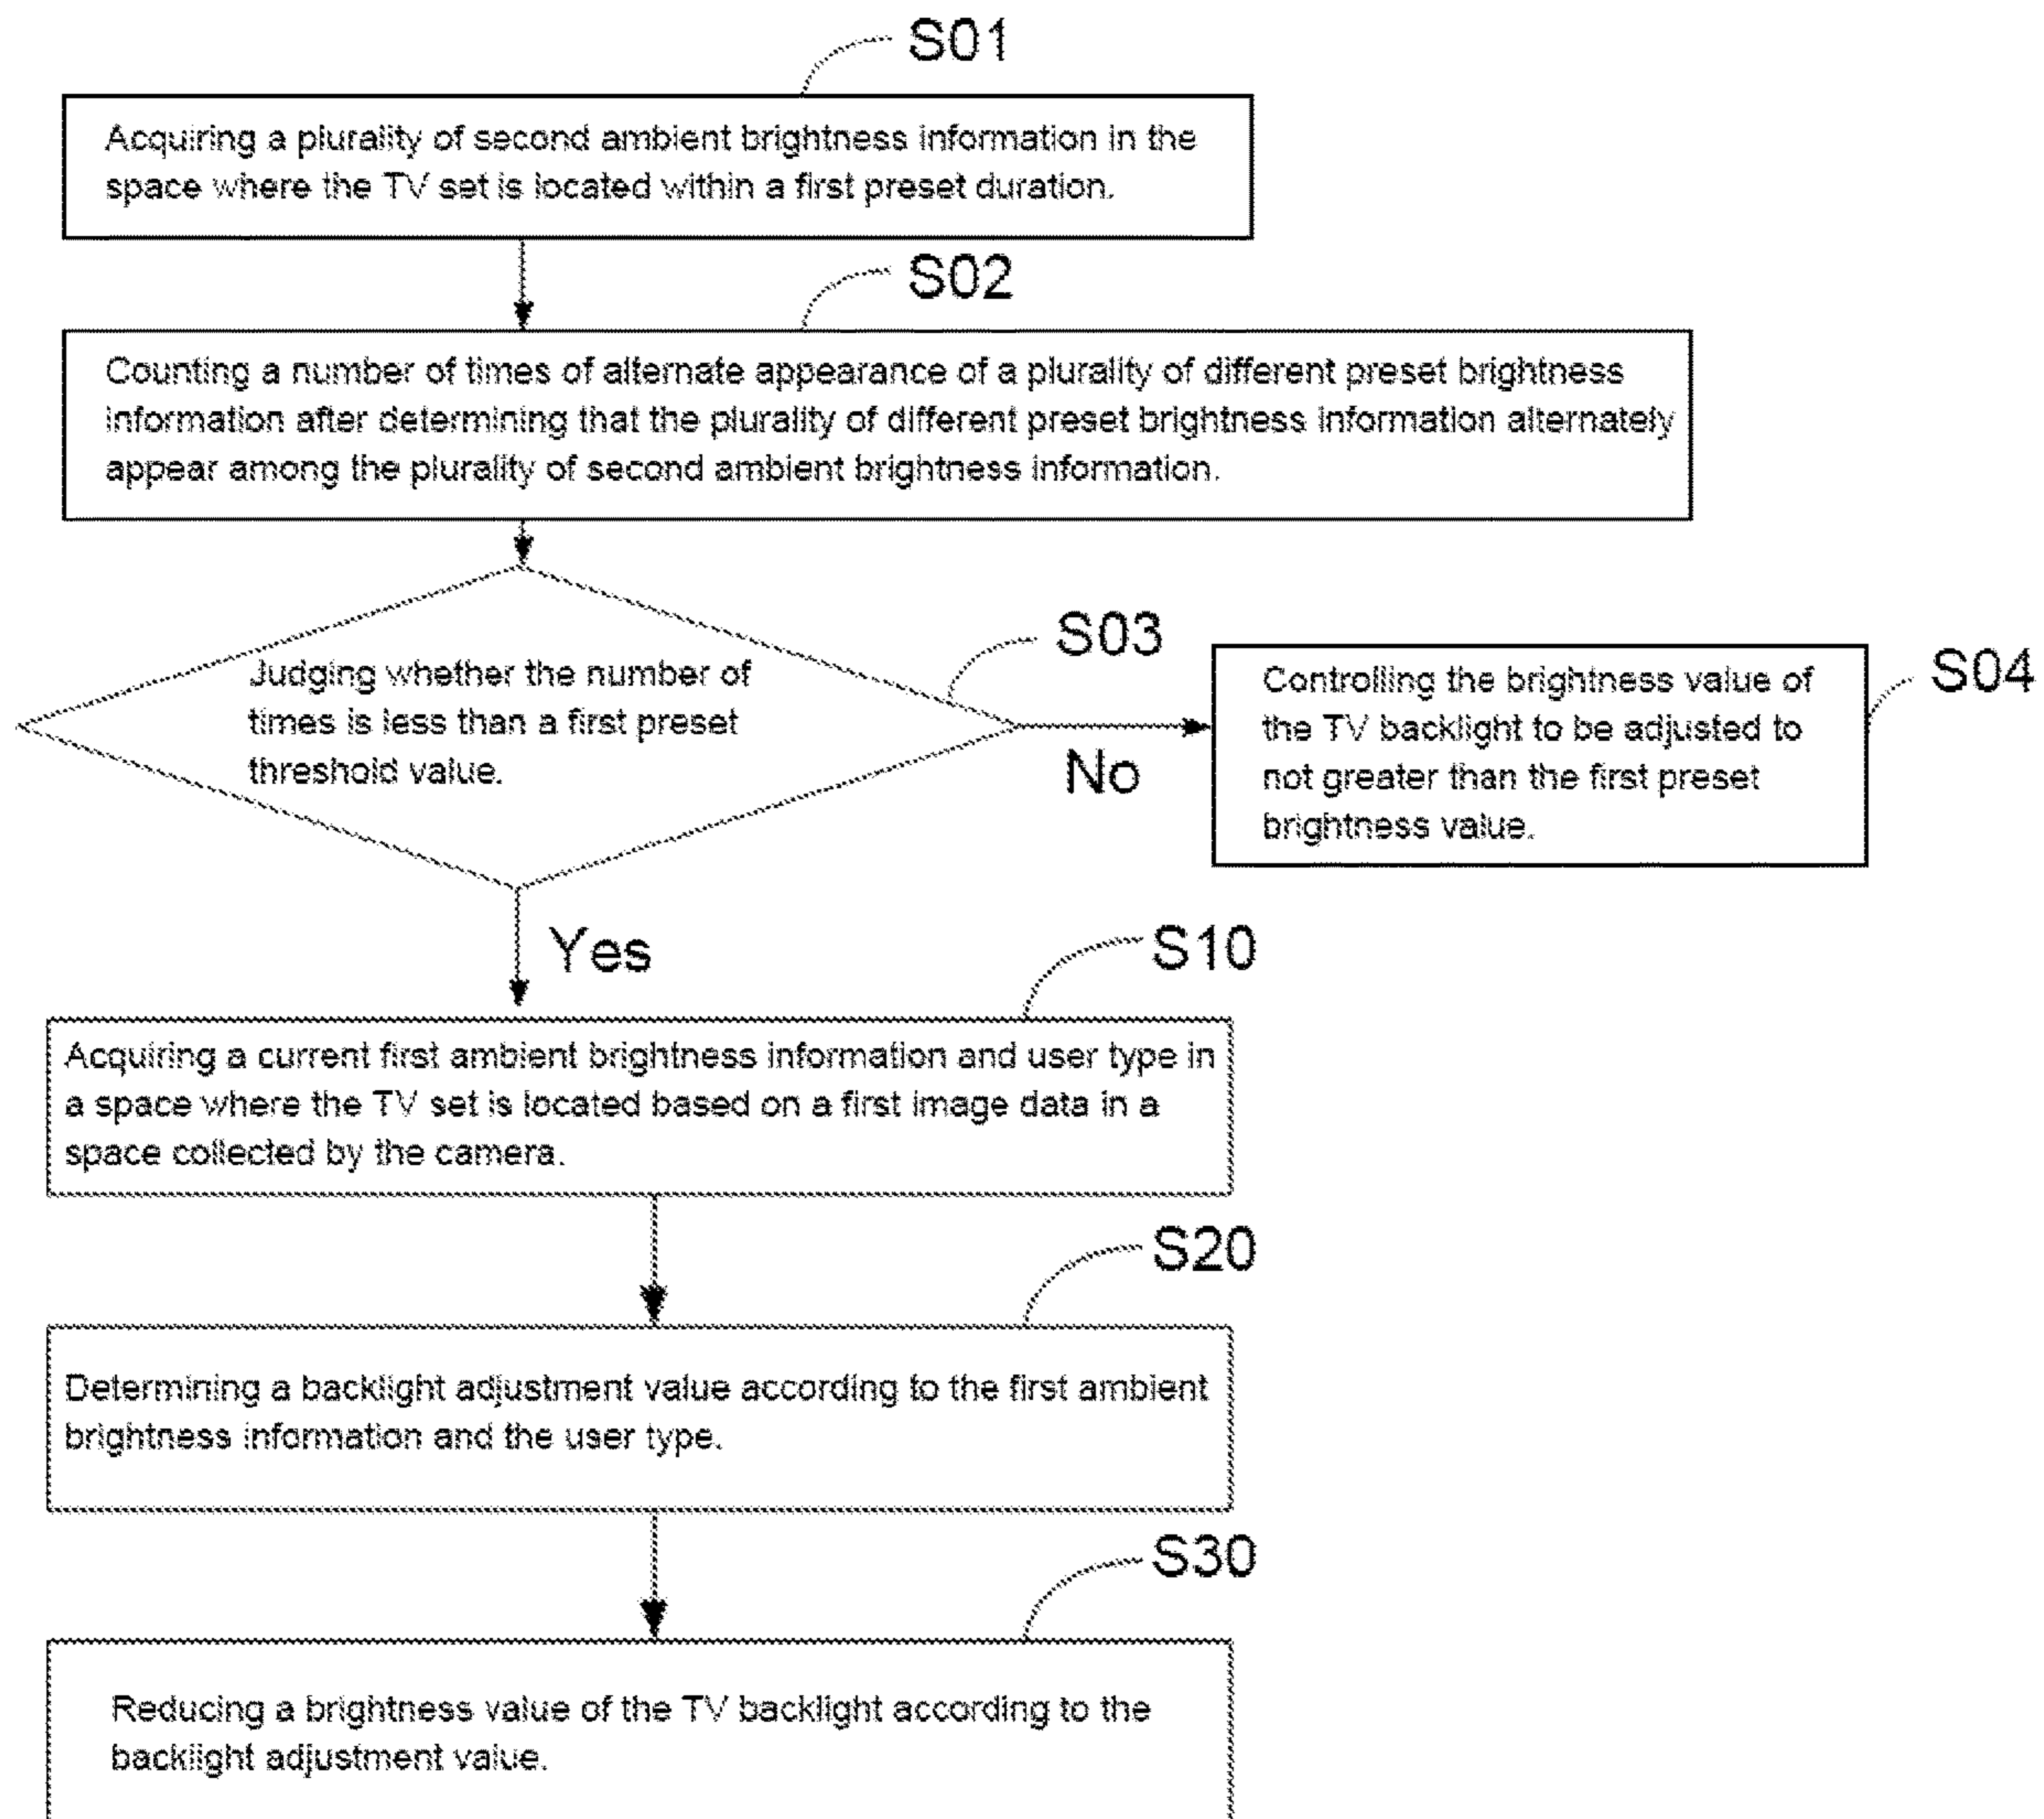 S01
Acquiring a plurality of second ambient brightness information in the
space where the TV set is located within a first preset duration.
S02
Counting a number of times of alternate appearance of a plurality of different preset brightness
information after determining that the plurality of different preset brightness information alternately
appear among the plurality of second ambient brightness information.
S03
Judging whether the number of
times is less than a first preset
threshold value.
No
S04
Controlling the brightness value of
the TV backlight to be adjusted to
not greater than the first preset
brightness value.
Yes
S10
Acquiring a current first ambient brightness information and user type in
a space where the TV set is located based on a first image data in a
space collected by the camera.
S20
Determining a backlight adjustment value according to the first ambient
brightness information and the user type.
S30
Reducing a brightness value of the TV backlight according to the
backlight adjustment value.